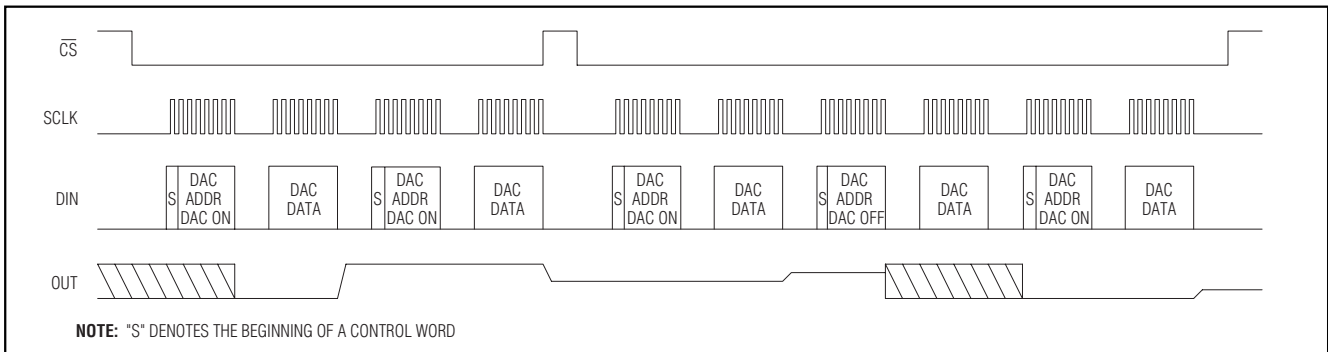 CS
SCLK
DIN
S DAC ADDR DAC ON
DAC DATA
S DAC ADDR DAC ON
DAC DATA
S DAC ADDR DAC ON
DAC DATA
S DAC ADDR DAC OFF
DAC DATA
S DAC ADDR DAC ON
DAC DATA
OUT
NOTE: "S" DENOTES THE BEGINNING OF A CONTROL WORD